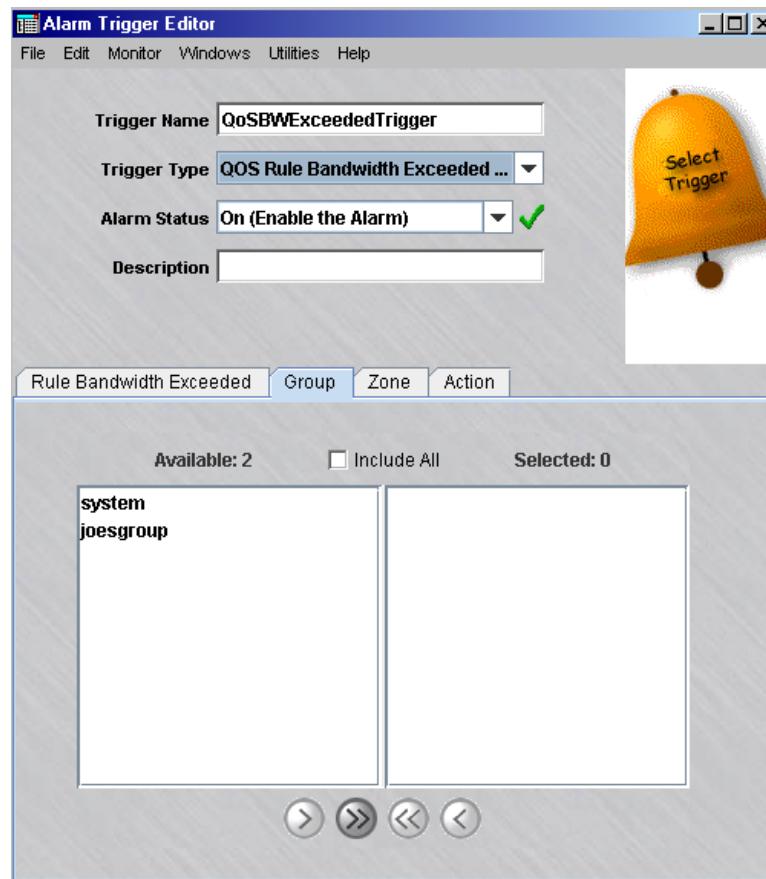 Alarm Trigger Editor
File Edit Monitor Windows Utilities Help
Trigger Name QoSBWExceededTrigger
Trigger Type QOS Rule Bandwidth Exceeded ...
Alarm Status On (Enable the Alarm)
Description
Select
Trigger
Rule Bandwidth Exceeded Group Zone Action
Available: 2 Include All Selected: 0
system
joesgroup